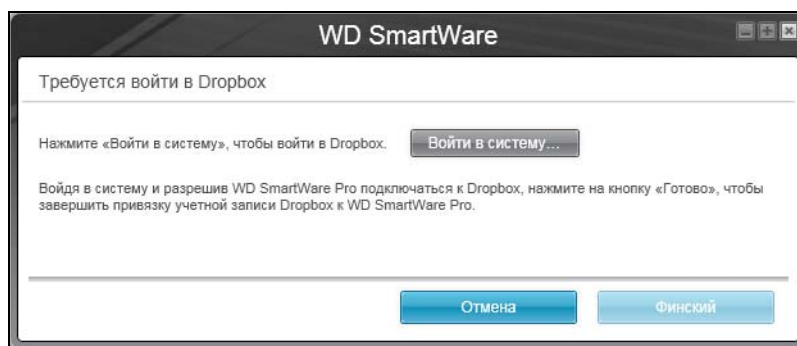 WD SmartWare
Требуется войти в Dropbox
Нажмите «Войти в систему», чтобы войти в Dropbox. Войти в систему...
Войдя в систему и разрешив WD SmartWare Pro подключаться к Dropbox, нажмите на кнопку «Готово», чтобы
завершить привязку учетной записи Dropbox к WD SmartWare Pro.
Отмена Финский